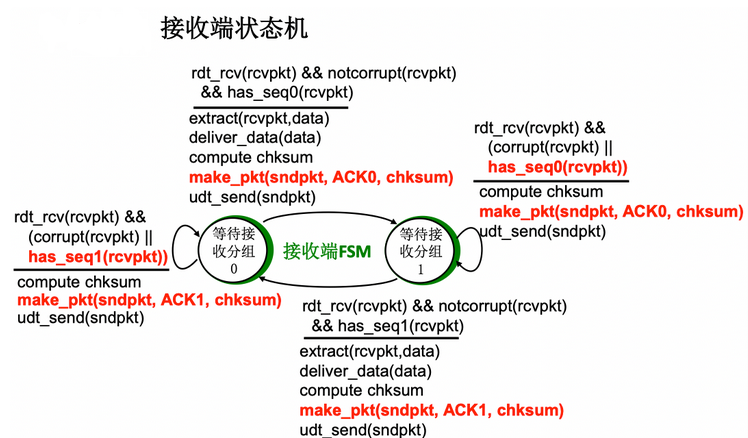 接收端状态机
rdt_rcv(rcvpkt) && notcorrupt(rcvpkt)
&& has_seq0(rcvpkt)
extract(rcvpkt,data)
deliver_data(data)
compute chksum
make_pkt(sndpkt, ACK0, chksum)
udt_send(sndpkt)
rdt_rcv(rcvpkt) &&
(corrupt(rcvpkt) ||
has_seq0(rcvpkt))
compute chksum
make_pkt(sndpkt, ACK0, chksum)
udt_send(sndpkt)
rdt_rcv(rcvpkt) &&
(corrupt(rcvpkt) ||
has_seq1(rcvpkt))
compute chksum
make_pkt(sndpkt, ACK1, chksum)
udt_send(sndpkt)
等待接
收分组
0
接收端FSM
等待接
收分组
1
rdt_rcv(rcvpkt) && notcorrupt(rcvpkt)
&& has_seq1(rcvpkt)
extract(rcvpkt,data)
deliver_data(data)
compute chksum
make_pkt(sndpkt, ACK1, chksum)
udt_send(sndpkt)